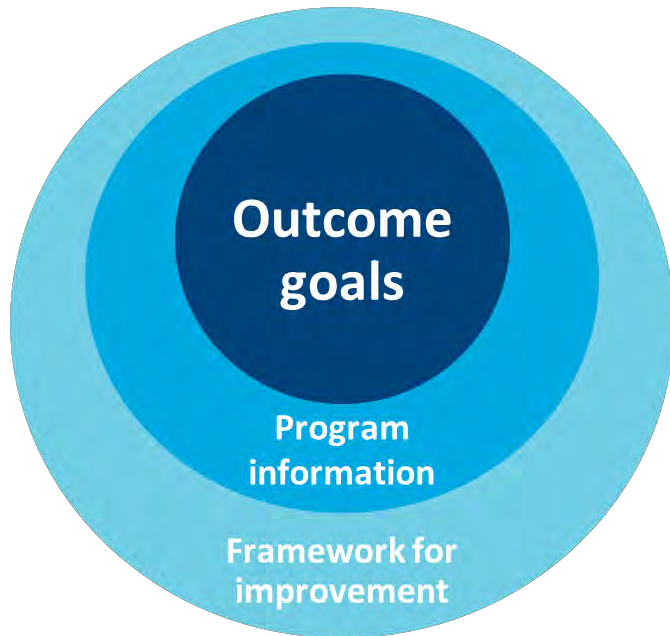 Outcome
goals
Program
information
Framework for
improvement